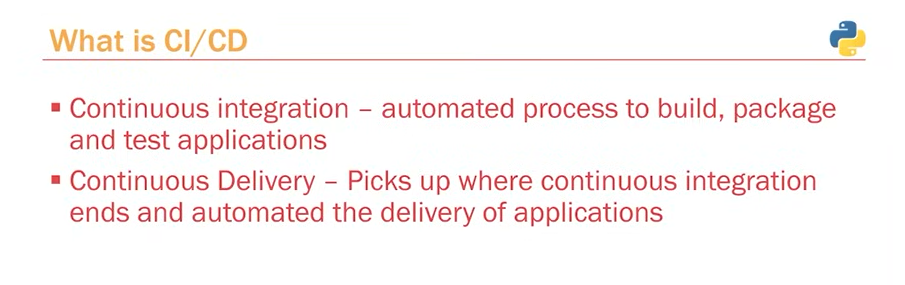 What is CI/CD
▪ Continuous integration – automated process to build, package
and test applications
▪ Continuous Delivery – Picks up where continuous integration
ends and automated the delivery of applications